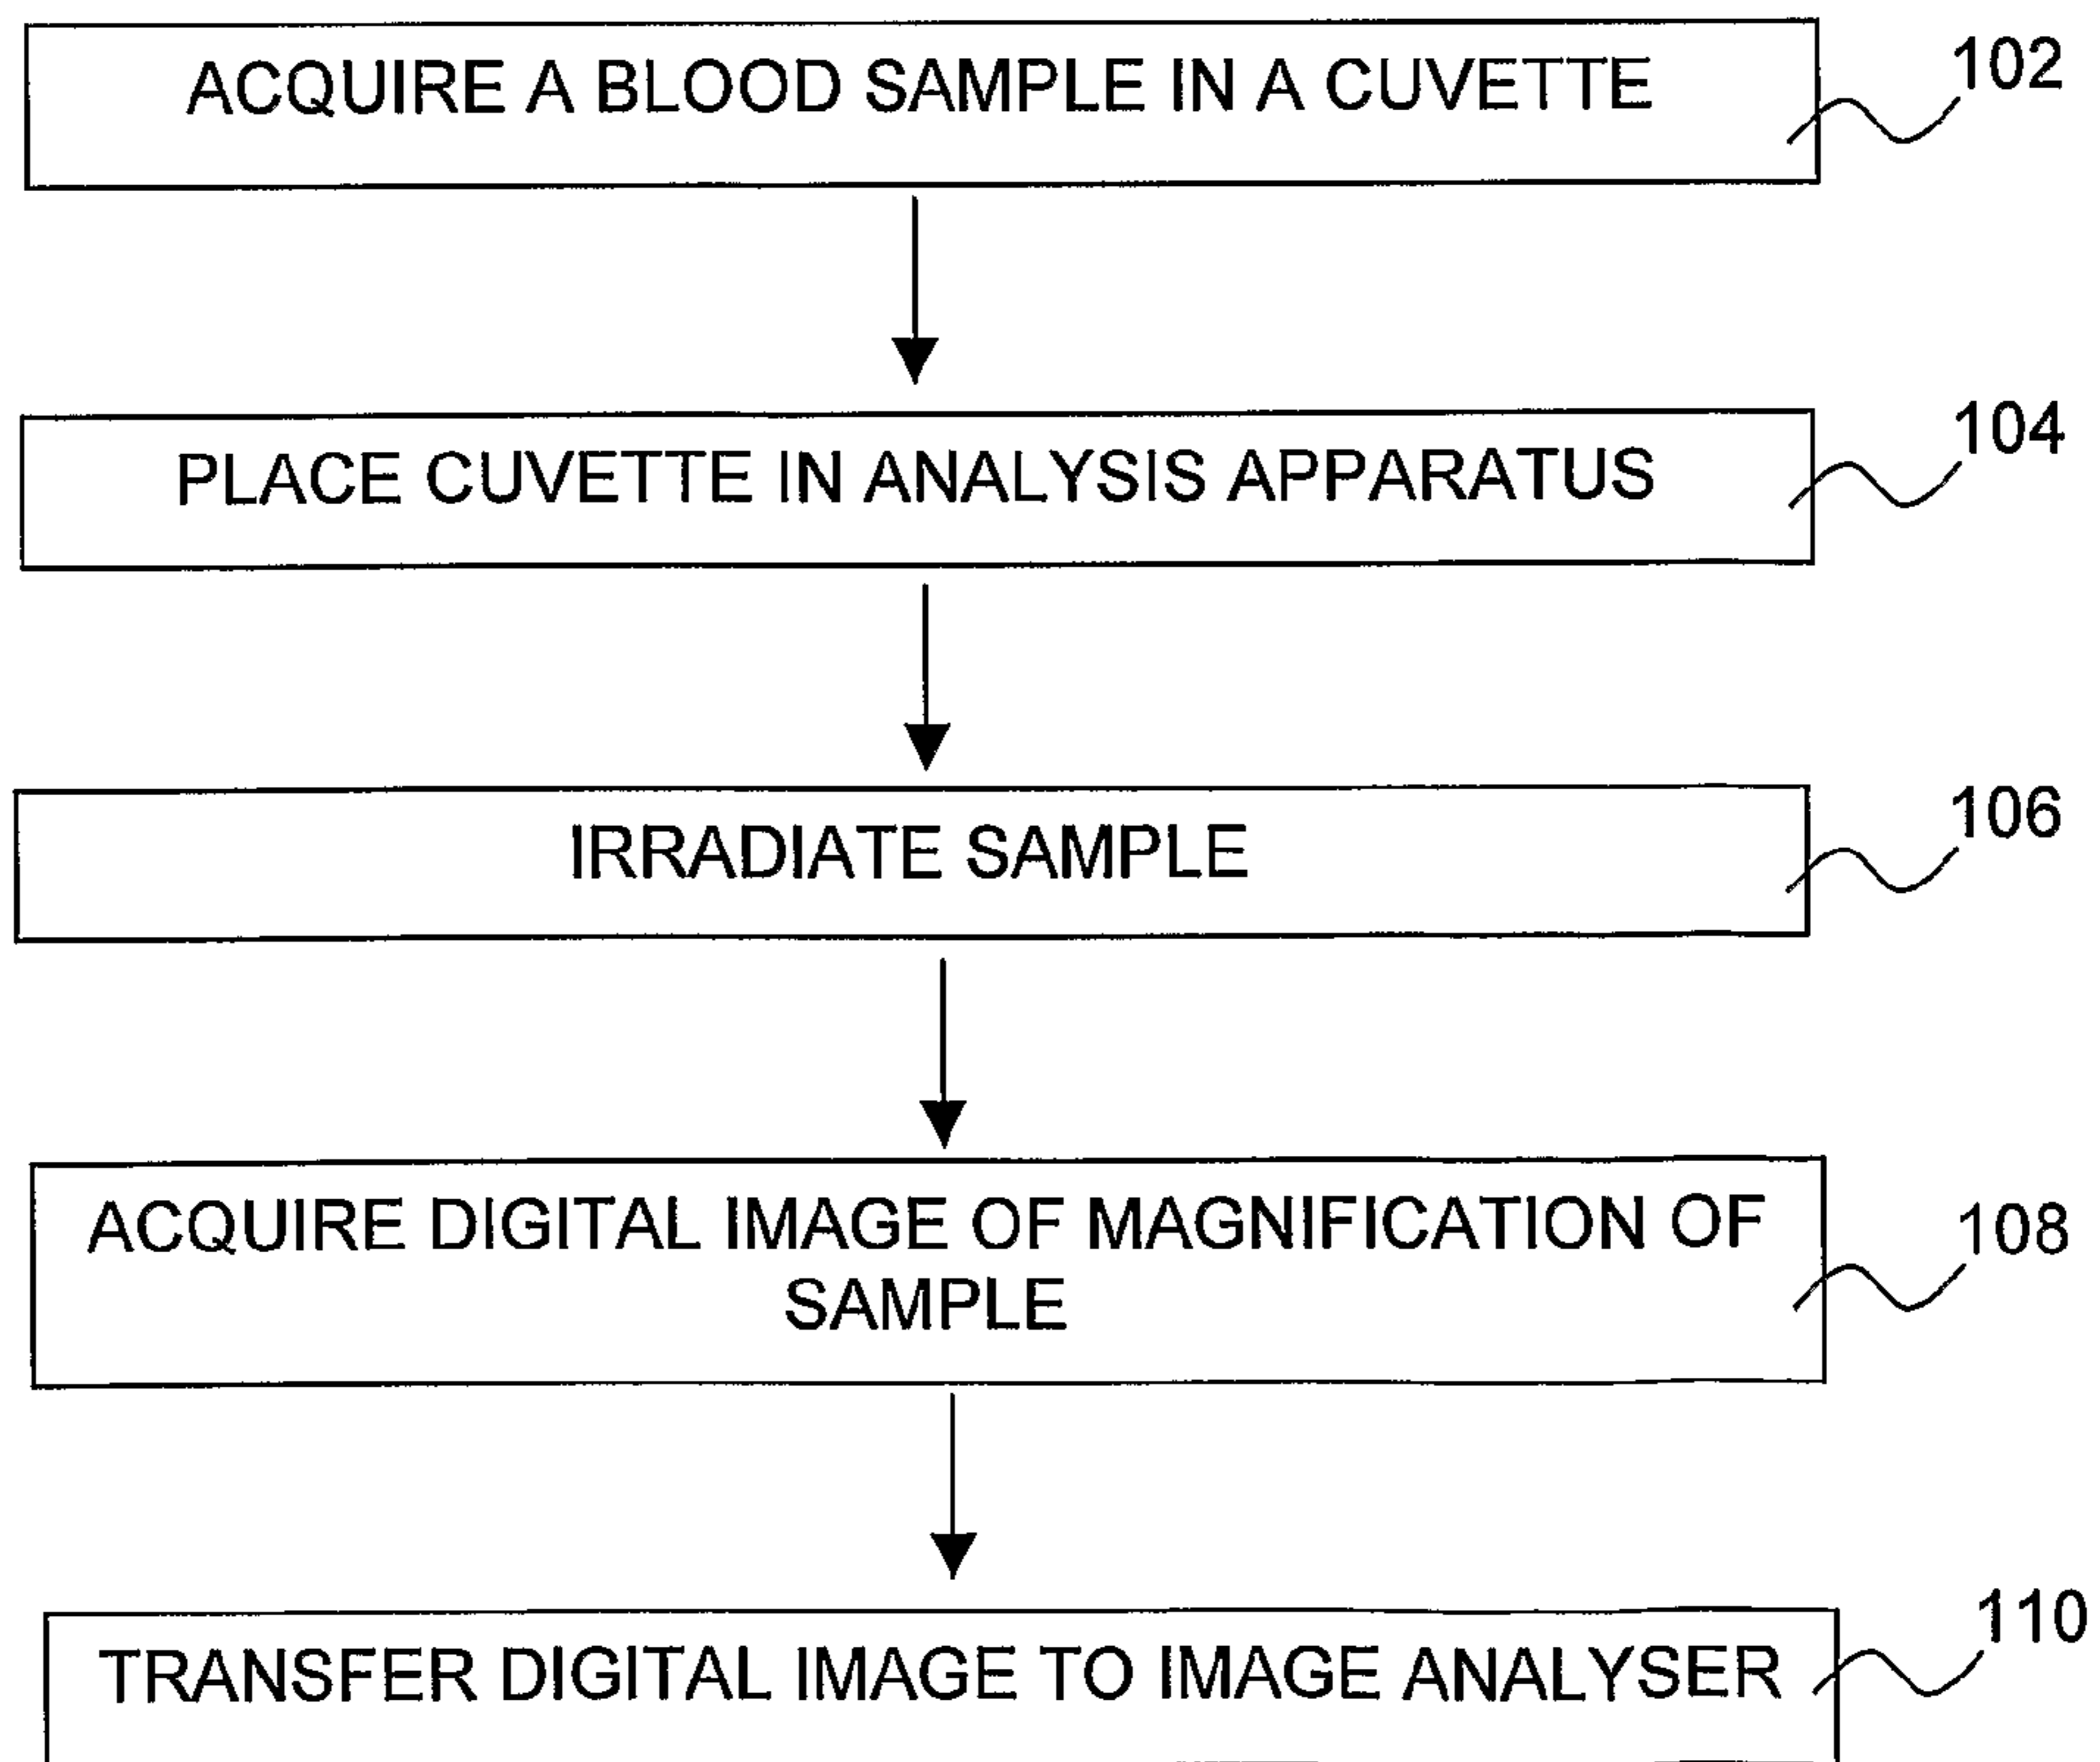 ACQUIRE A BLOOD SAMPLE IN A CUVETTE
102
PLACE CUVETTE IN ANALYSIS APPARATUS
104
IRRADIATE SAMPLE
106
ACQUIRE DIGITAL IMAGE OF MAGNIFICATION OF
SAMPLE
108
TRANSFER DIGITAL IMAGE TO IMAGE ANALYSER
110